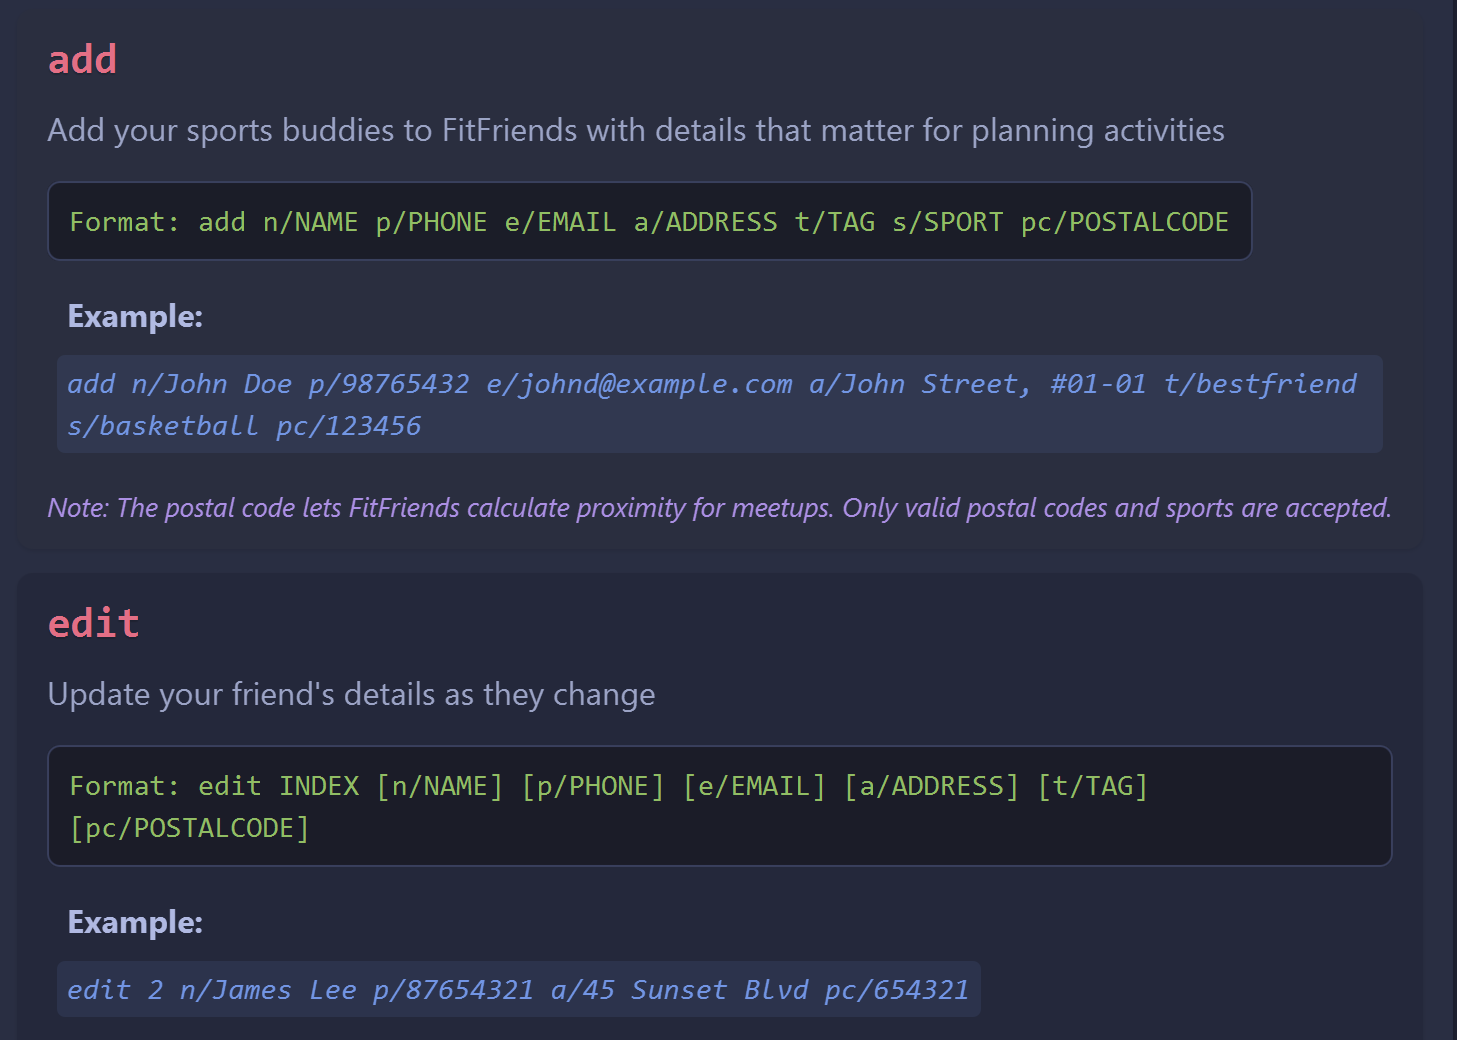 add
Add your sports buddies to FitFriends with details that matter for planning activities
Format: add n/NAME p/PHONE e/EMAIL a/ADDRESS t/TAG s/SPORT pc/POSTALCODE
Example:
add n/John Doe p/98765432 e/johnd@example.com a/John Street, #01-01 t/bestfriend
s/basketball pc/123456
Note: The postal code lets FitFriends calculate proximity for meetups. Only valid postal codes and sports are accepted.
edit
Update your friend's details as they change
Format: edit INDEX [n/NAME] [p/PHONE] [e/EMAIL] [a/ADDRESS] [t/TAG]
[pc/POSTALCODE]
Example:
edit 2 n/James Lee p/87654321 a/45 Sunset Blvd pc/654321